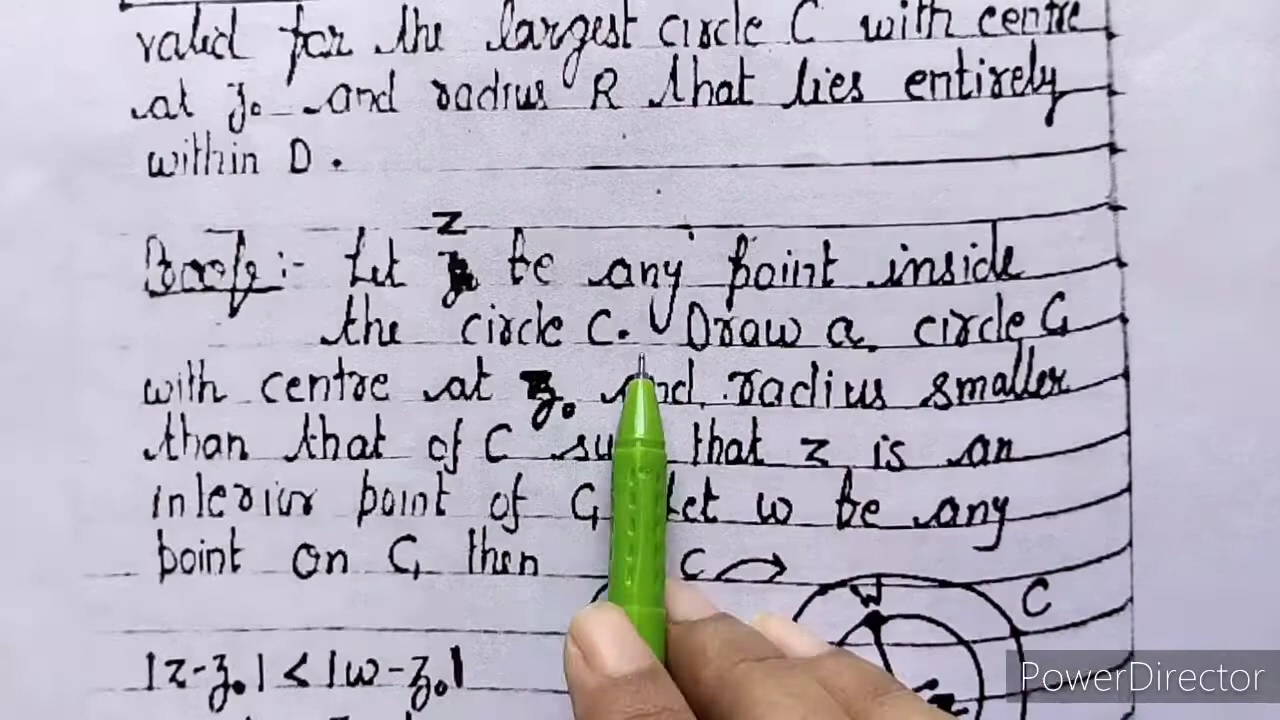 valid for the largest circle C with centre
at z₀ and radius R that lies entirely
within D.
Z
Proof:- Let z be any point inside
the circle C. Draw a circle C₁
with centre at z₀ and radius smaller
than that of C that z is an
interior point of C₁ Let w be any
point on C₁ then
C
W
C
|z-z₀| < |w-z₀|
PowerDirector